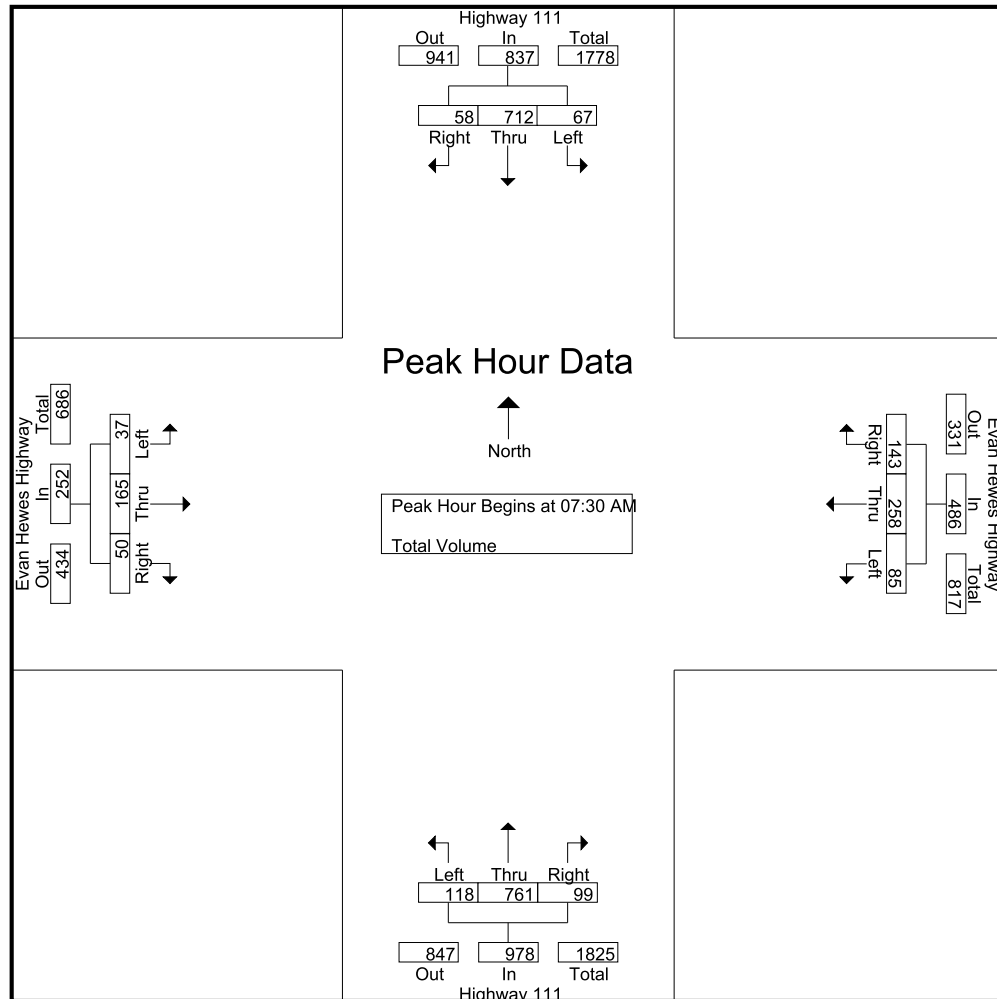 Highway 111
Out In Total
941 837 1778
58 712 67
Right Thru Left
Peak Hour Data
North
Peak Hour Begins at 07:30 AM
Total Volume
Evan Hewes Highway
Total In Out
686 252 434
37 165 50
Left Thru Right
Evan Hewes Highway
Out In Total
331 486 817
143 258 85
Right Thru Left
Left Thru Right
118 761 99
847 978 1825
Out In Total
Highway 111